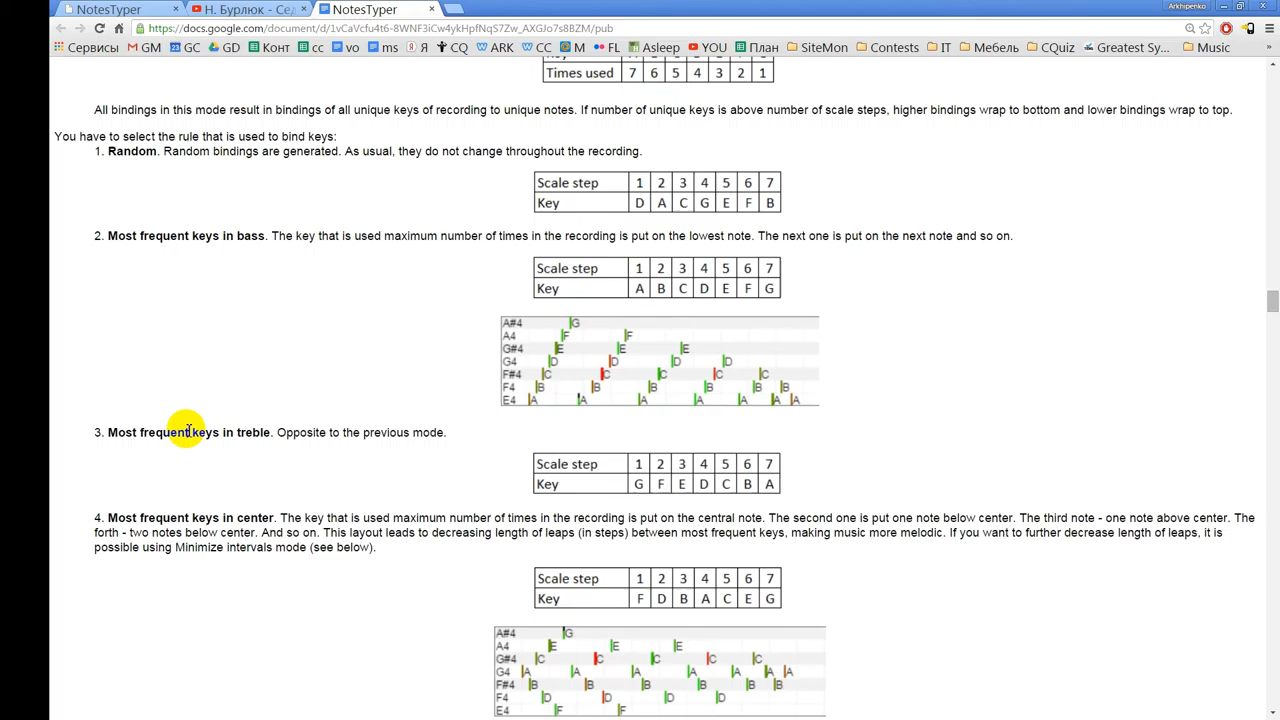 NotesTyper × Н. Бурлюк - Сед × NotesTyper × Arkhipenko
https://docs.google.com/document/d/1vCaVcfu4t6-8WNF3iCw4ykHpfNqS7Zw_AXGJo7s8BZM/pub
Сервисы GM GC GD Конт cc vo ms Я CQ ARK CC M FL Asleep YOU План SiteMon Contests IT Мебель CQuiz Greatest Sy... Music
Times used 7 6 5 4 3 2 1
All bindings in this mode result in bindings of all unique keys of recording to unique notes. If number of unique keys is above number of scale steps, higher bindings wrap to bottom and lower bindings wrap to top.
You have to select the rule that is used to bind keys:
1. Random. Random bindings are generated. As usual, they do not change throughout the recording.
Scale step 1 2 3 4 5 6 7
Key D A C G E F B
2. Most frequent keys in bass. The key that is used maximum number of times in the recording is put on the lowest note. The next one is put on the next note and so on.
Scale step 1 2 3 4 5 6 7
Key A B C D E F G
A#4 G
A4 F F
G#4 E E E
G4 D D D D
F#4 C C C C C
F4 B B B B B B
E4 A A A A A A A
3. Most frequent keys in treble. Opposite to the previous mode.
Scale step 1 2 3 4 5 6 7
Key G F E D C B A
4. Most frequent keys in center. The key that is used maximum number of times in the recording is put on the central note. The second one is put one note below center. The third note - one note above center. The
forth - two notes below center. And so on. This layout leads to decreasing length of leaps (in steps) between most frequent keys, making music more melodic. If you want to further decrease length of leaps, it is
possible using Minimize intervals mode (see below).
Scale step 1 2 3 4 5 6 7
Key F D B A C E G
A#4 G
A4 E E E
G#4 C C C C C
G4 A A A A A A A
F#4 B B B B B B
F4 D D D D
E4 F F